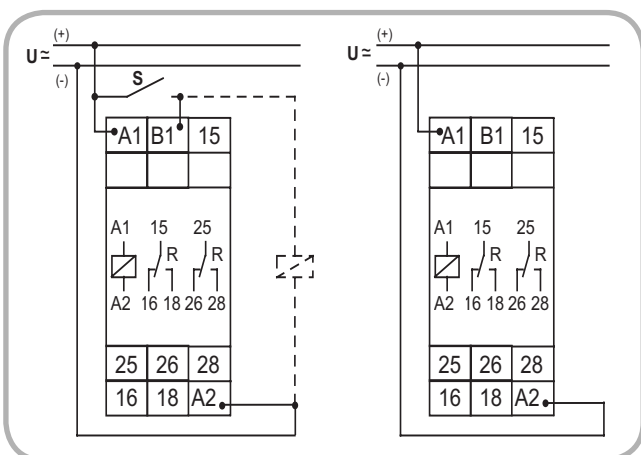 (+)
U≃
(-)
S
A1 B1 15
A1 15 25
R R
A2 16 18 26 28
25 26 28
16 18 A2
(+)
U≃
(-)
A1 B1 15
A1 15 25
R R
A2 16 18 26 28
25 26 28
16 18 A2